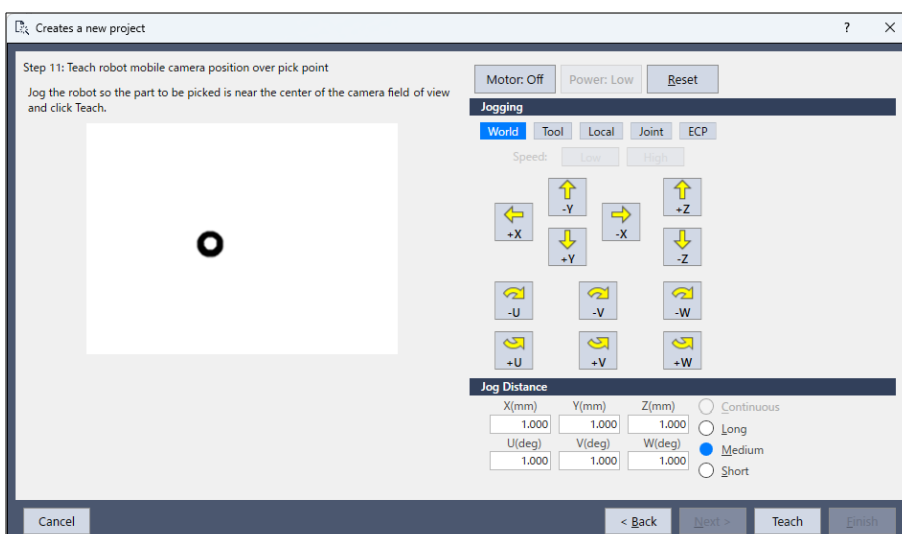 Creates a new project
?
Step 11: Teach robot mobile camera position over pick point
Jog the robot so the part to be picked is near the center of the camera field of view
and click Teach.
Motor: Off Power: Low Reset
Jogging
World Tool Local Joint ECP
Speed: Low High
-Y +Z
+X -X
+Y -Z
-U -V -W
+U +V +W
Jog Distance
X(mm) Y(mm) Z(mm) Continuous
1.000 1.000 1.000 Long
U(deg) V(deg) W(deg) Medium
1.000 1.000 1.000 Short
Cancel < Back Next > Teach Finish